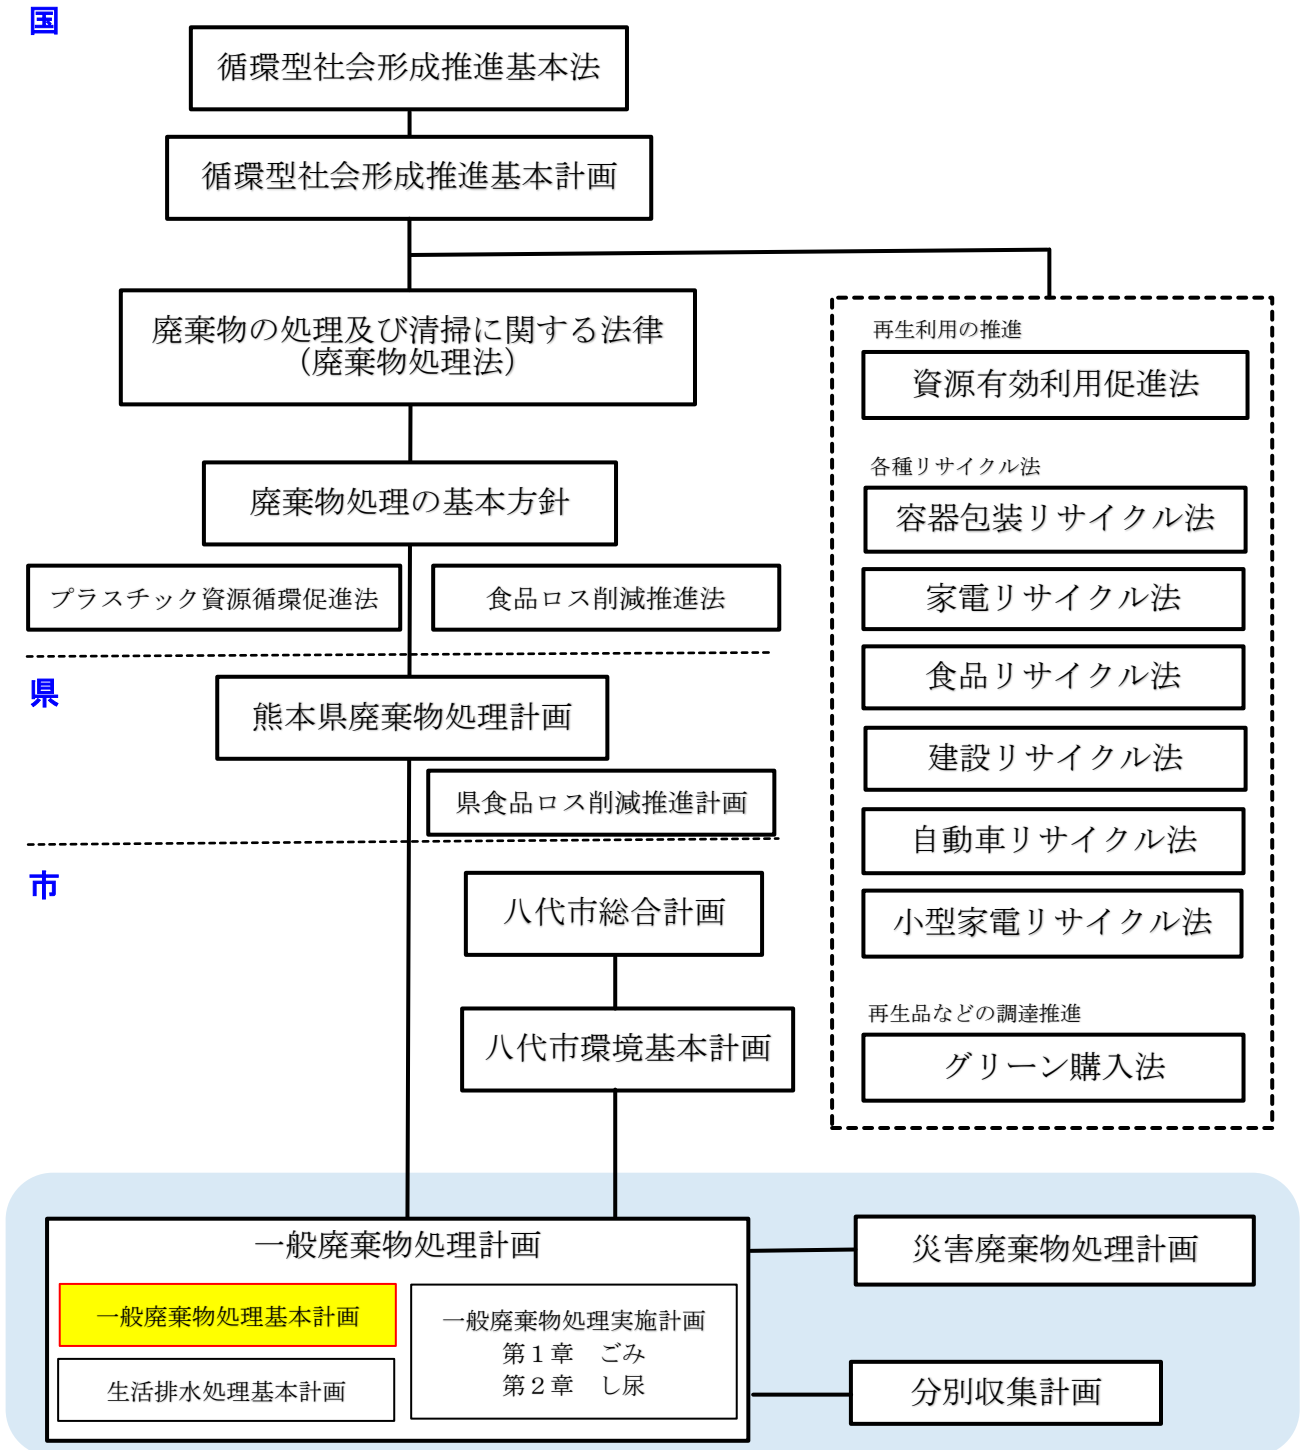 国
循環型社会形成推進基本法
循環型社会形成推進基本計画
廃棄物の処理及び清掃に関する法律
（廃棄物処理法）
廃棄物処理の基本方針
プラスチック資源循環促進法
食品ロス削減推進法
再生利用の推進
資源有効利用促進法
各種リサイクル法
容器包装リサイクル法
家電リサイクル法
食品リサイクル法
建設リサイクル法
自動車リサイクル法
小型家電リサイクル法
再生品などの調達推進
グリーン購入法
県
熊本県廃棄物処理計画
県食品ロス削減推進計画
市
八代市総合計画
八代市環境基本計画
一般廃棄物処理計画
一般廃棄物処理基本計画
生活排水処理基本計画
一般廃棄物処理実施計画
第１章　ごみ
第２章　し尿
災害廃棄物処理計画
分別収集計画